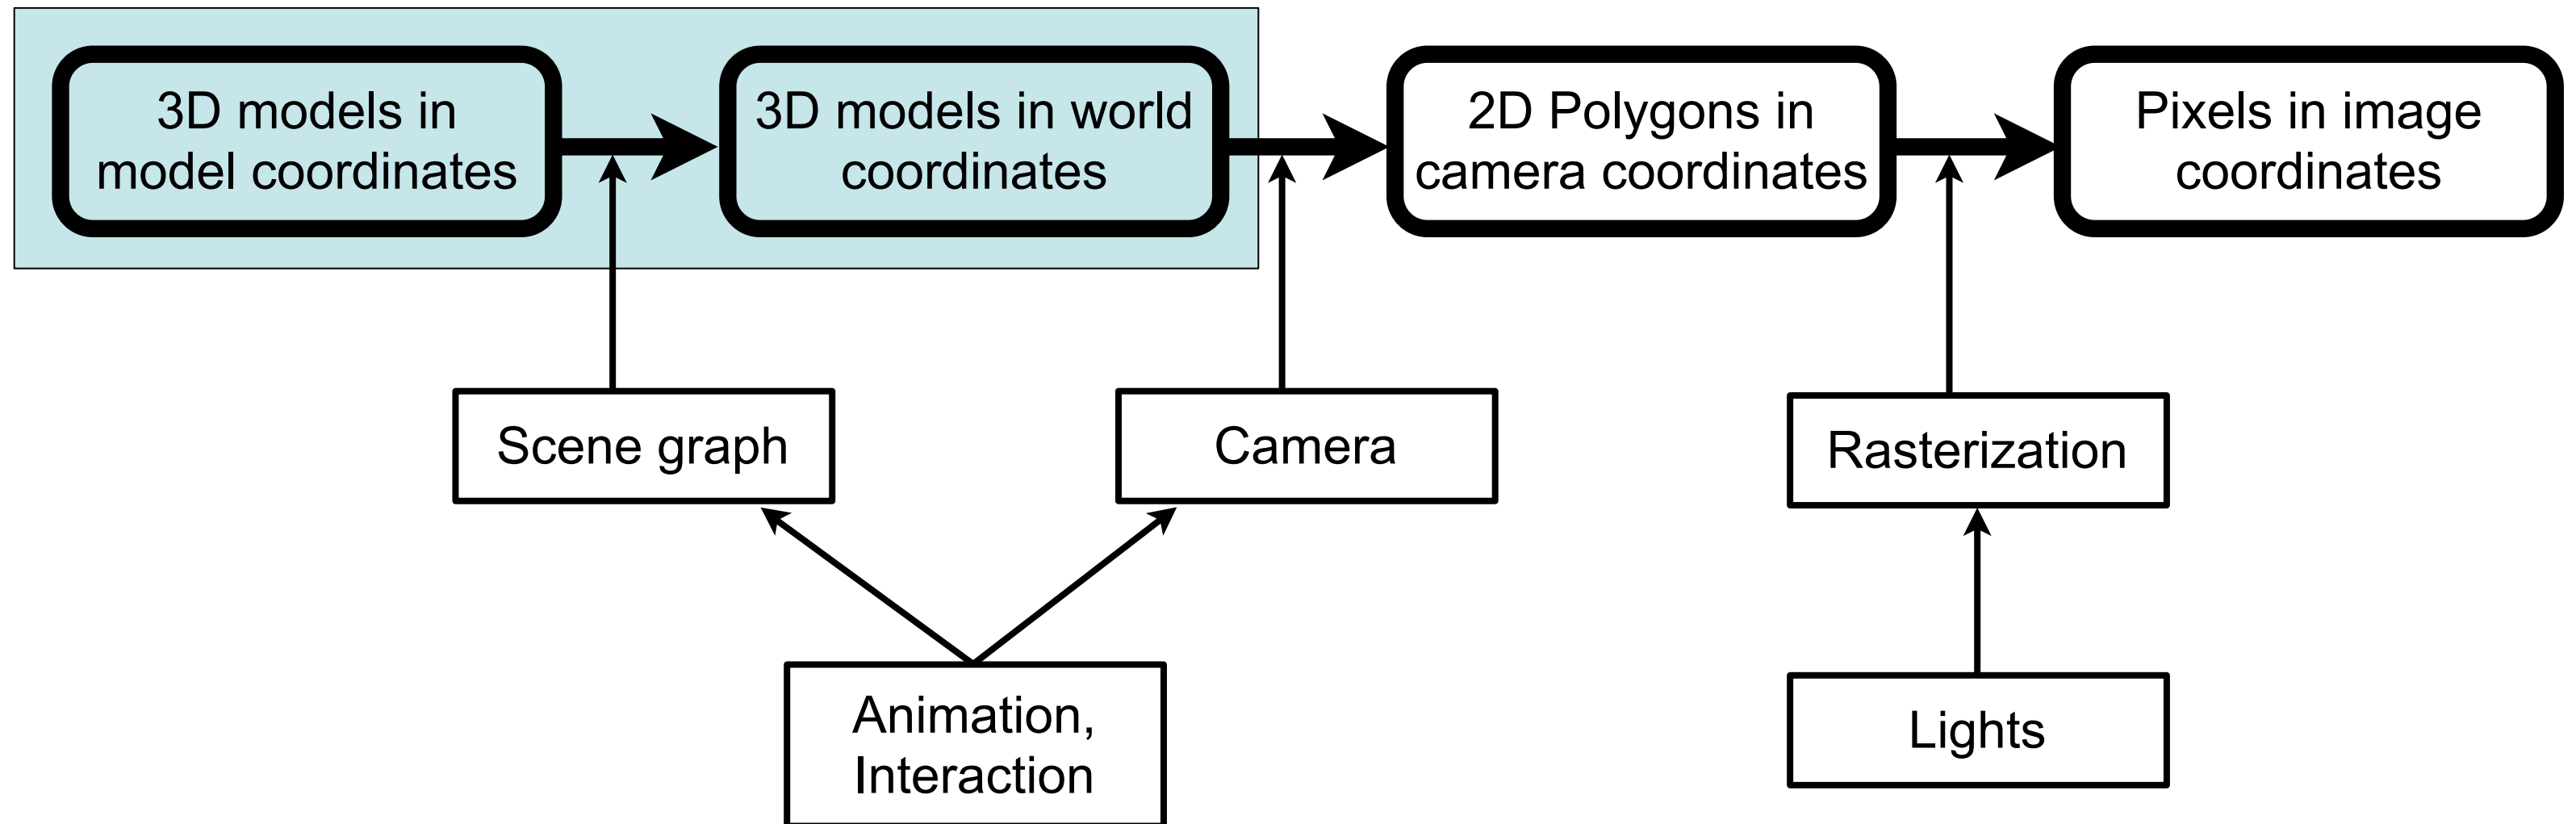 3D models in
model coordinates
3D models in world
coordinates
2D Polygons in
camera coordinates
Pixels in image
coordinates
Scene graph
Camera
Rasterization
Animation,
Interaction
Lights